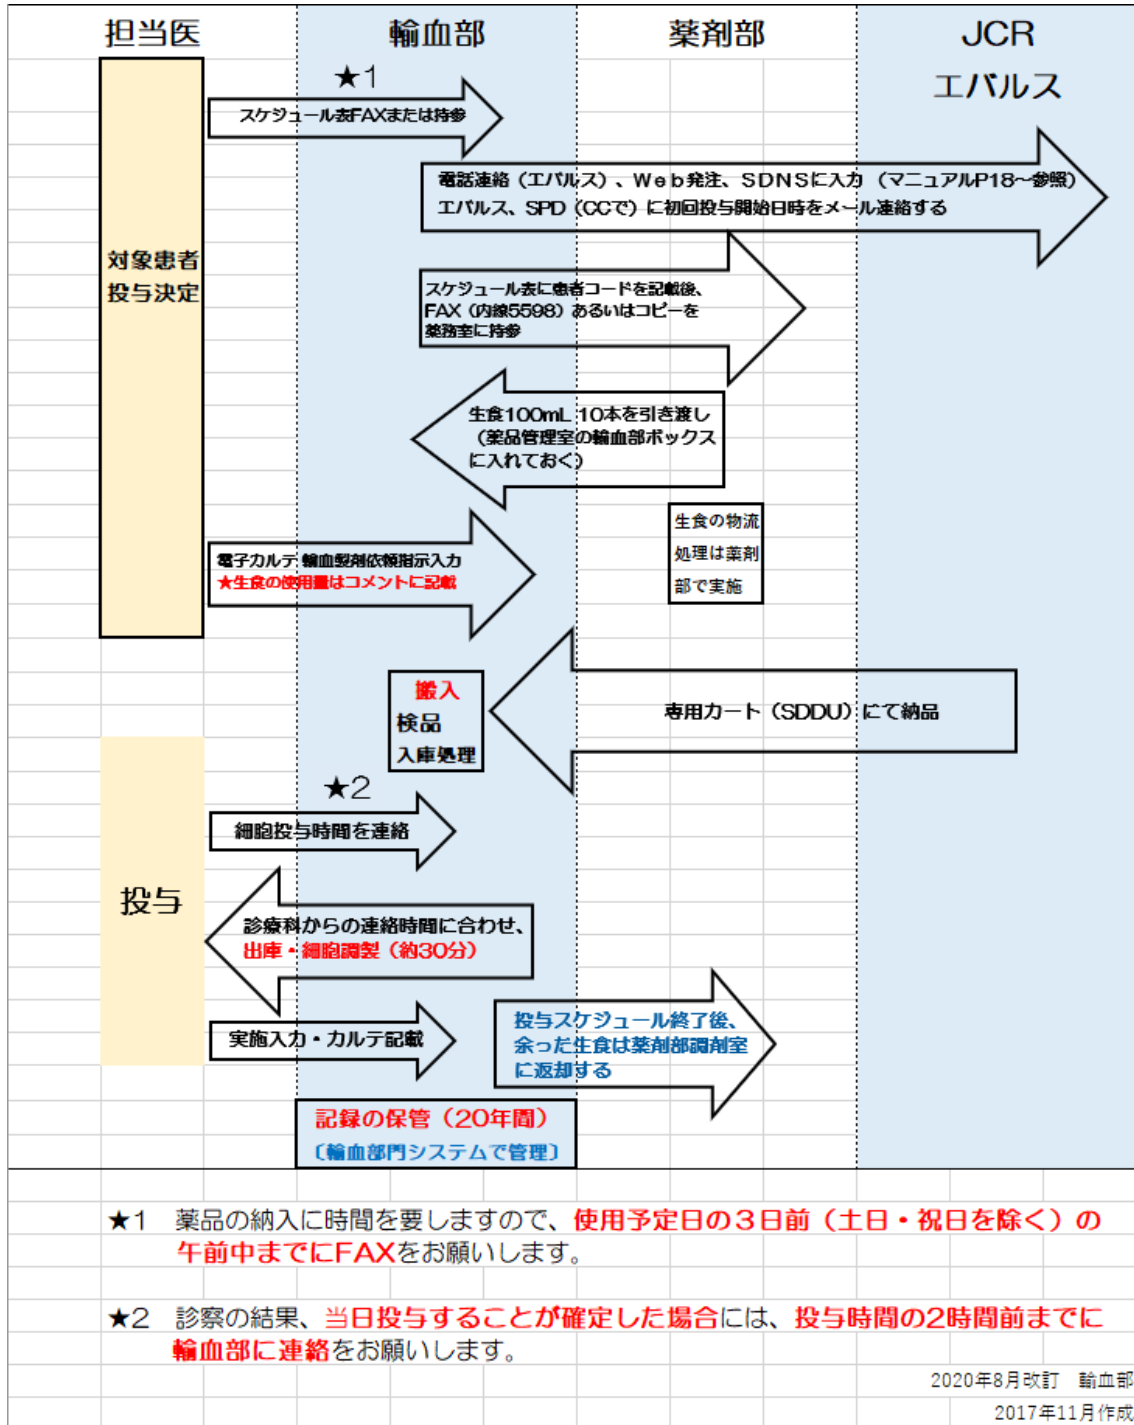 担当医
輸血部
薬剤部
JCR
エバルス
★1
スケジュール表FAXまたは持参
電話連絡（エバルス）、Web発注、SDNSに入力 （マニュアルP18～参照）
エバルス、SPD（CCで）に初回投与開始日時をメール連絡する
対象患者
投与決定
スケジュール表に患者コードを記載後、
FAX（内線5598）あるいはコピーを
薬務室に持参
生食100mL 10本を引き渡し
（薬品管理室の輸血部ボックス
に入れておく）
生食の物流
処理は薬剤
部で実施
電子カルテ 輸血製剤依頼指示入力
★生食の使用量はコメントに記載
搬入
検品
入庫処理
専用カート（SDDU）にて納品
★2
細胞投与時間を連絡
投与
診療科からの連絡時間に合わせ、
出庫・細胞調製（約30分）
実施入力・カルテ記載
投与スケジュール終了後、
余った生食は薬剤部調剤室
に返却する
記録の保管（20年間）
〔輸血部門システムで管理〕
★1　薬品の納入に時間を要しますので、使用予定日の３日前（土日・祝日を除く）の
午前中までにFAXをお願いします。
★2　診察の結果、当日投与することが確定した場合には、投与時間の2時間前までに
輸血部に連絡をお願いします。
2020年8月改訂　輸血部
2017年11月作成